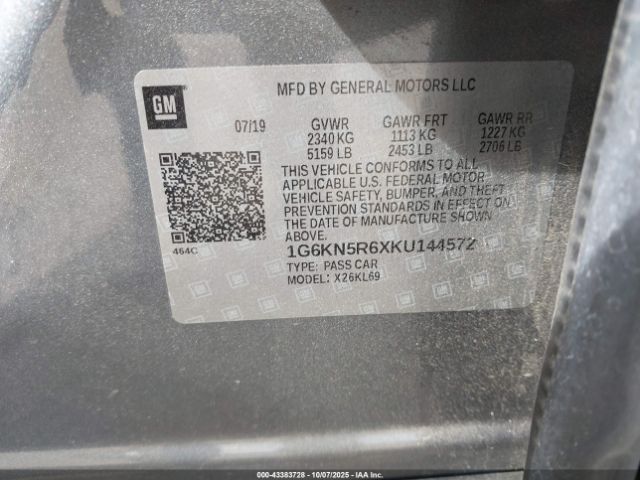 GM
MFD BY GENERAL MOTORS LLC
07/19 GVWR GAWR FRT GAWR RR
2340 KG 1113 KG 1227 KG
5159 LB 2453 LB 2706 LB
THIS VEHICLE CONFORMS TO ALL
APPLICABLE U.S. FEDERAL MOTOR
VEHICLE SAFETY, BUMPER, AND THEFT
PREVENTION STANDARDS IN EFFECT ON
THE DATE OF MANUFACTURE SHOWN
ABOVE.
464C
1G6KN5R6XKU144572
TYPE: PASS CAR
MODEL: X26KL69
000-43383728 - 10/07/2025 - IAAI.COM